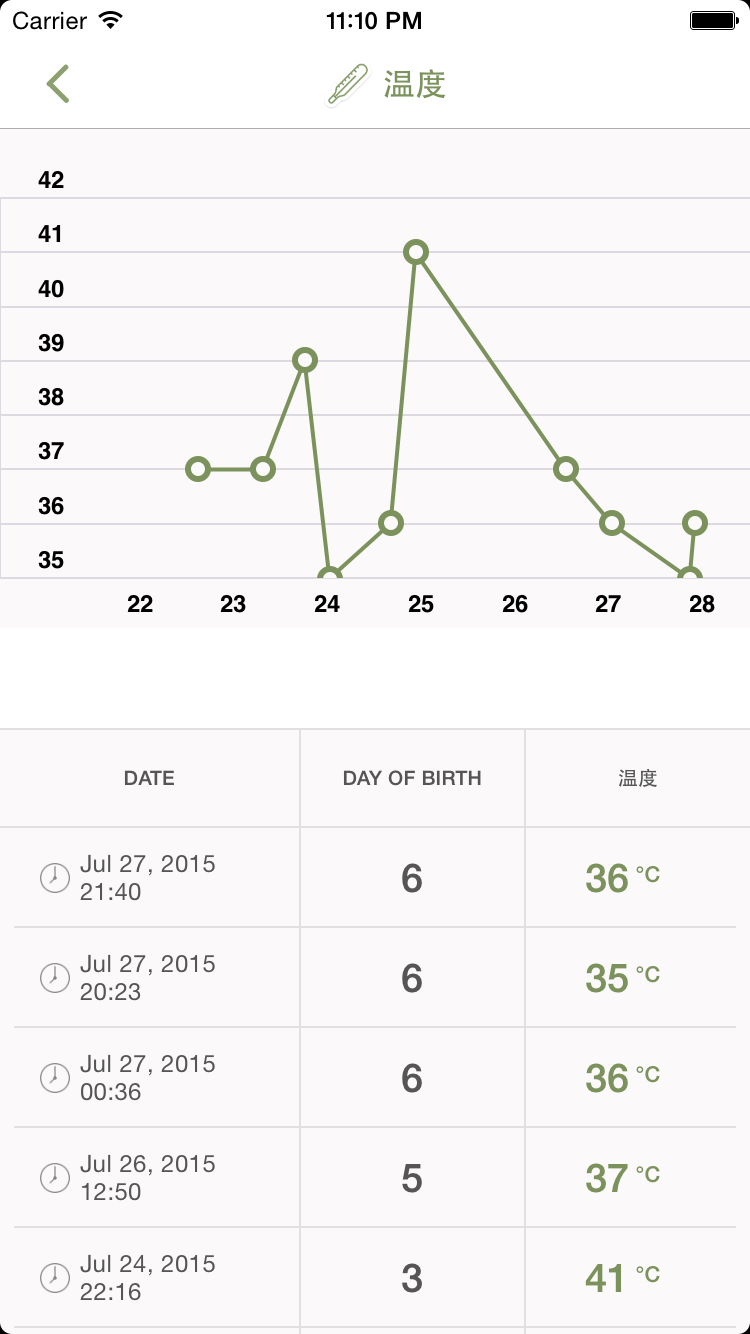 Carrier 11:10 PM
温度
42
41
40
39
38
37
36
35
22 23 24 25 26 27 28
DATE DAY OF BIRTH 温度
Jul 27, 2015
21:40
6
36 °C
Jul 27, 2015
20:23
6
35 °C
Jul 27, 2015
00:36
6
36 °C
Jul 26, 2015
12:50
5
37 °C
Jul 24, 2015
22:16
3
41 °C